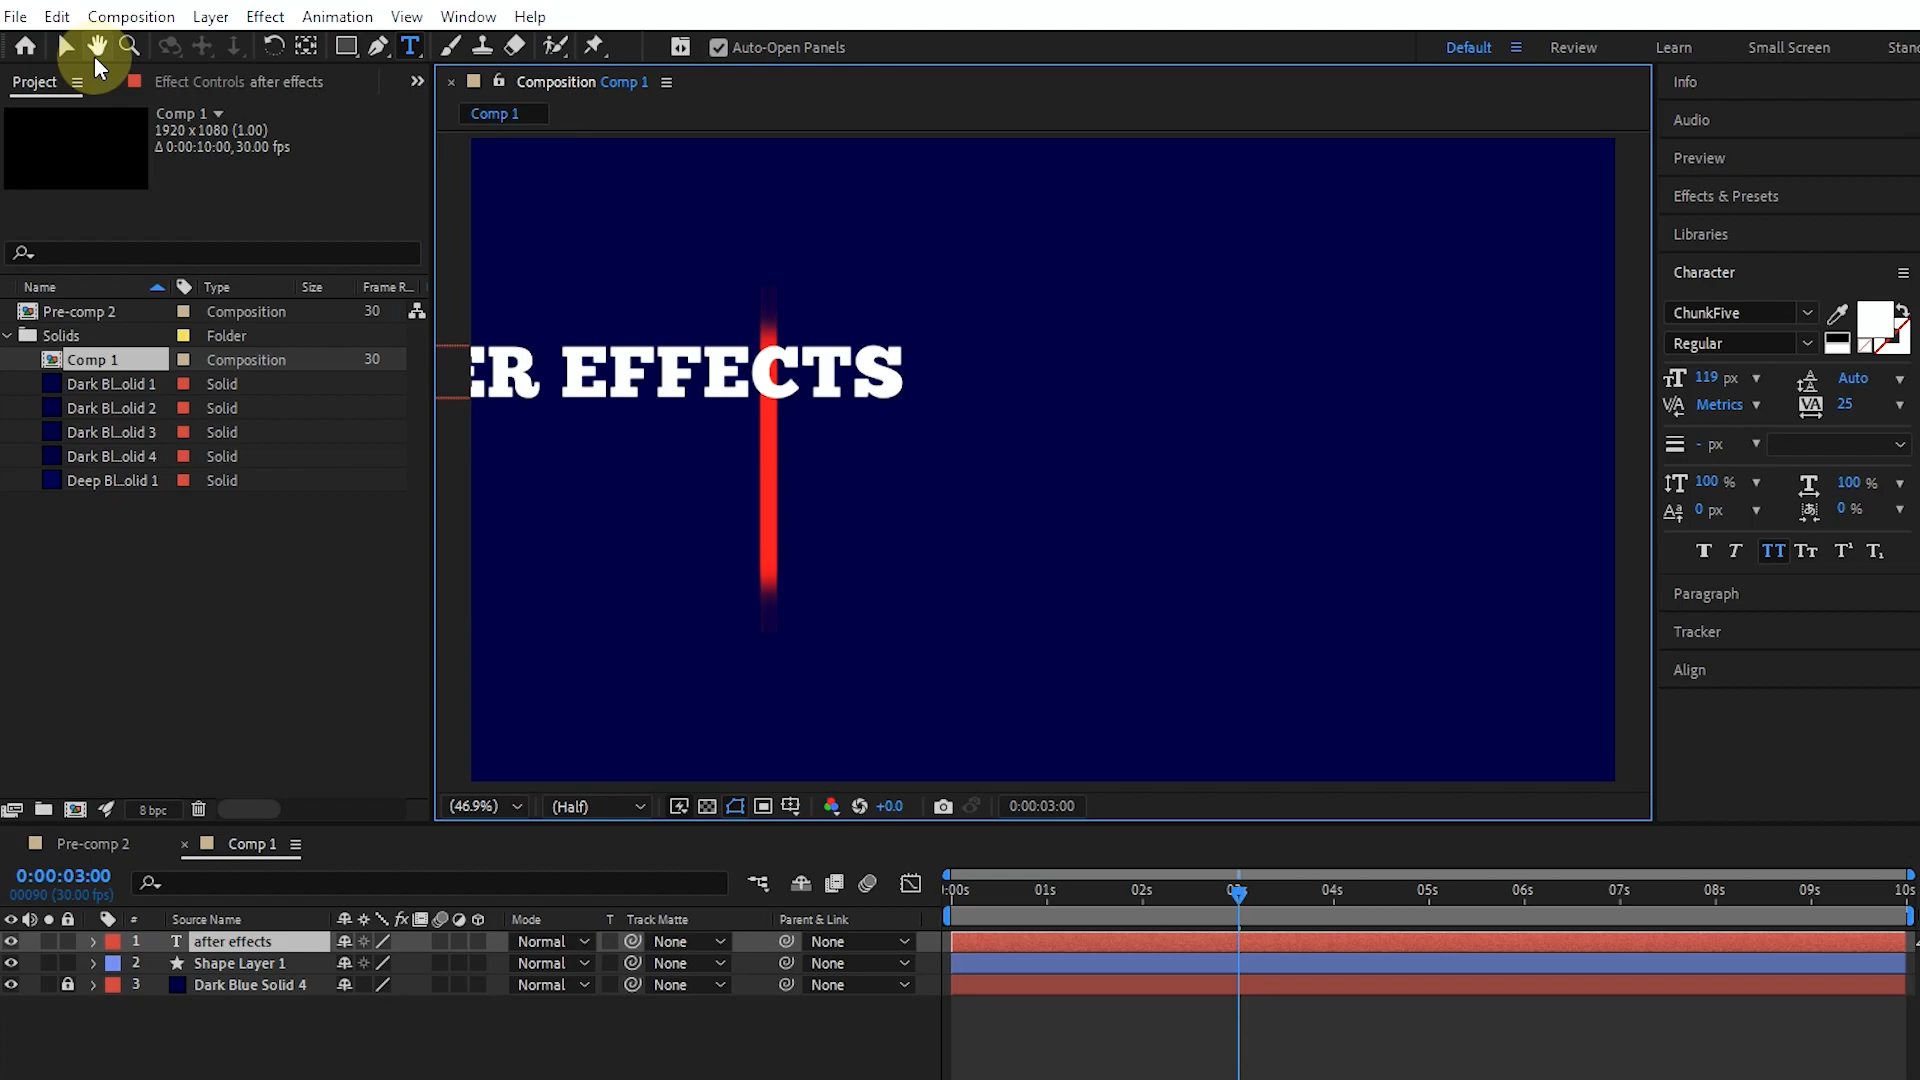 File Edit Composition Layer Effect Animation View Window Help
Auto-Open Panels Default Review Learn Small Screen
Project Effect Controls after effects
Composition Comp 1
Info
Comp 1
Comp 1
1920 x 1080 (1.00)
Δ 0:00:10:00, 30.00 fps
Audio
Preview
Effects & Presets
Libraries
Character
Name Type Size Frame R...
Pre-comp 2 Composition 30
Solids Folder
Comp 1 Composition 30
Dark Bl...olid 1 Solid
Dark Bl...olid 2 Solid
Dark Bl...olid 3 Solid
Dark Bl...olid 4 Solid
Deep Bl...olid 1 Solid
ER EFFECTS
ChunkFive
Regular
119 px Auto
Metrics 25
- px
100 % 100 %
0 px 0 %
T T TT Tт T¹ T₁
Paragraph
Tracker
Align
8 bpc
(46.9%) (Half) +0.0 0:00:03:00
Pre-comp 2 Comp 1
0:00:03:00
00090 (30.00 fps)
:00s 01s 02s 04s 05s 06s 07s 08s 09s 10s
# Source Name fx Mode T Track Matte Parent & Link
1 T after effects Normal None None
2 Shape Layer 1 Normal None None
3 Dark Blue Solid 4 Normal None None